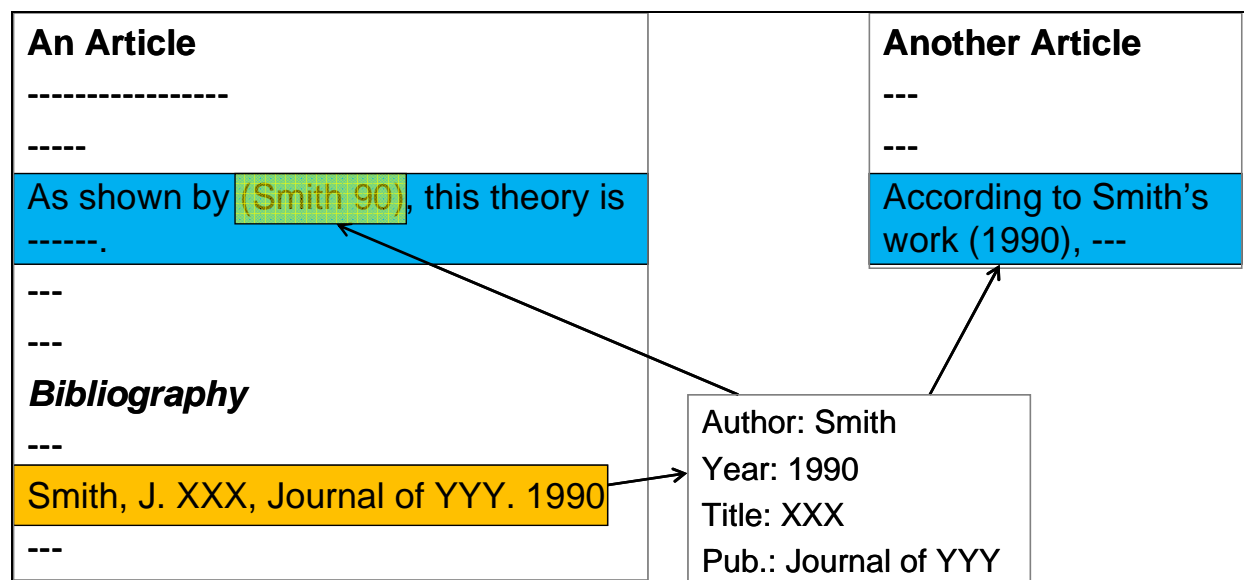 An Article
-----------------
-----
As shown by (Smith 90), this theory is
------.
---
---
Bibliography
---
Smith, J. XXX, Journal of YYY. 1990
---
Another Article
---
---
According to Smith's
work (1990), ---
Author: Smith
Year: 1990
Title: XXX
Pub.: Journal of YYY